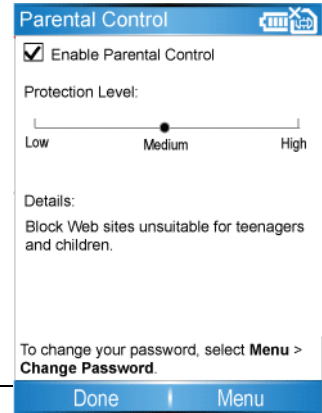 Parental Control
Enable Parental Control
Protection Level:
Low Medium High
Details:
Block Web sites unsuitable for teenagers
and children.
To change your password, select Menu >
Change Password.
Done Menu